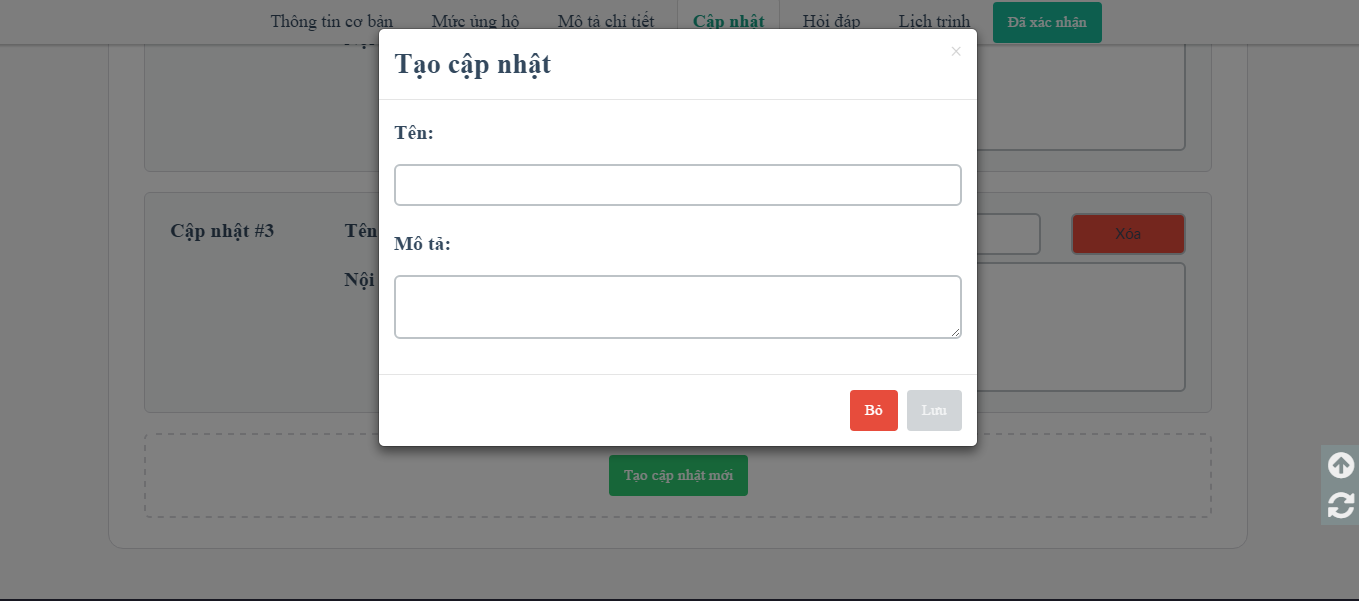 Thông tin cơ bản Mức ủng hộ Mô tả chi tiết Cập nhật Hỏi đáp Lịch trình Đã xác nhận
Tạo cập nhật ×
Tên:
Mô tả:
Cập nhật #3 Tên Xóa
Nội
Bỏ Lưu
Tạo cập nhật mới